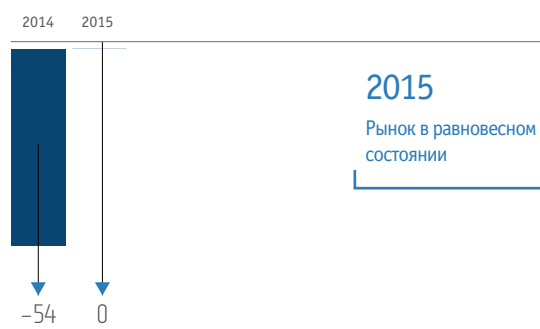 2014 2015
2015
Рынок в равновесном
состоянии
–54 0